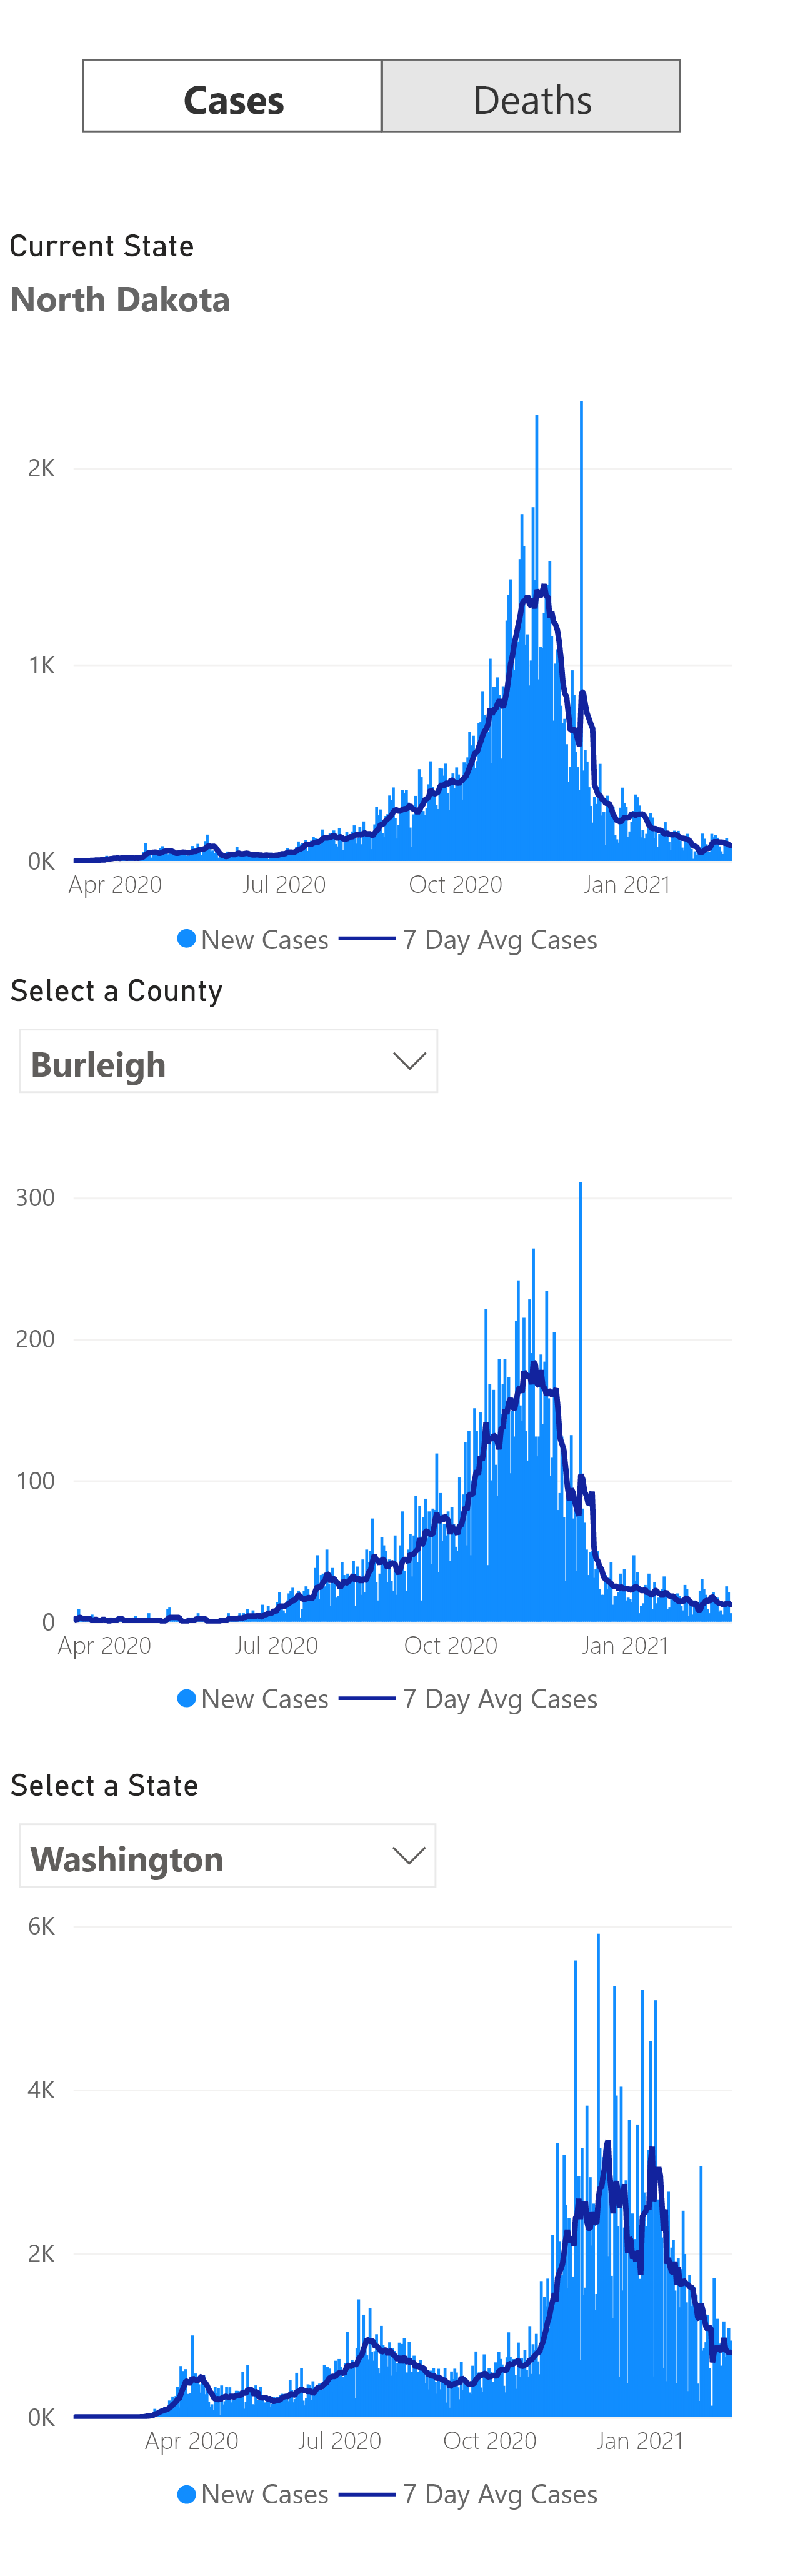 Cases Deaths
Current State
North Dakota
2K
1K
0K
Apr 2020 Jul 2020 Oct 2020 Jan 2021
New Cases 7 Day Avg Cases
Select a County
Burleigh
300
200
100
0
Apr 2020 Jul 2020 Oct 2020 Jan 2021
New Cases 7 Day Avg Cases
Select a State
Washington
6K
4K
2K
0K
Apr 2020 Jul 2020 Oct 2020 Jan 2021
New Cases 7 Day Avg Cases